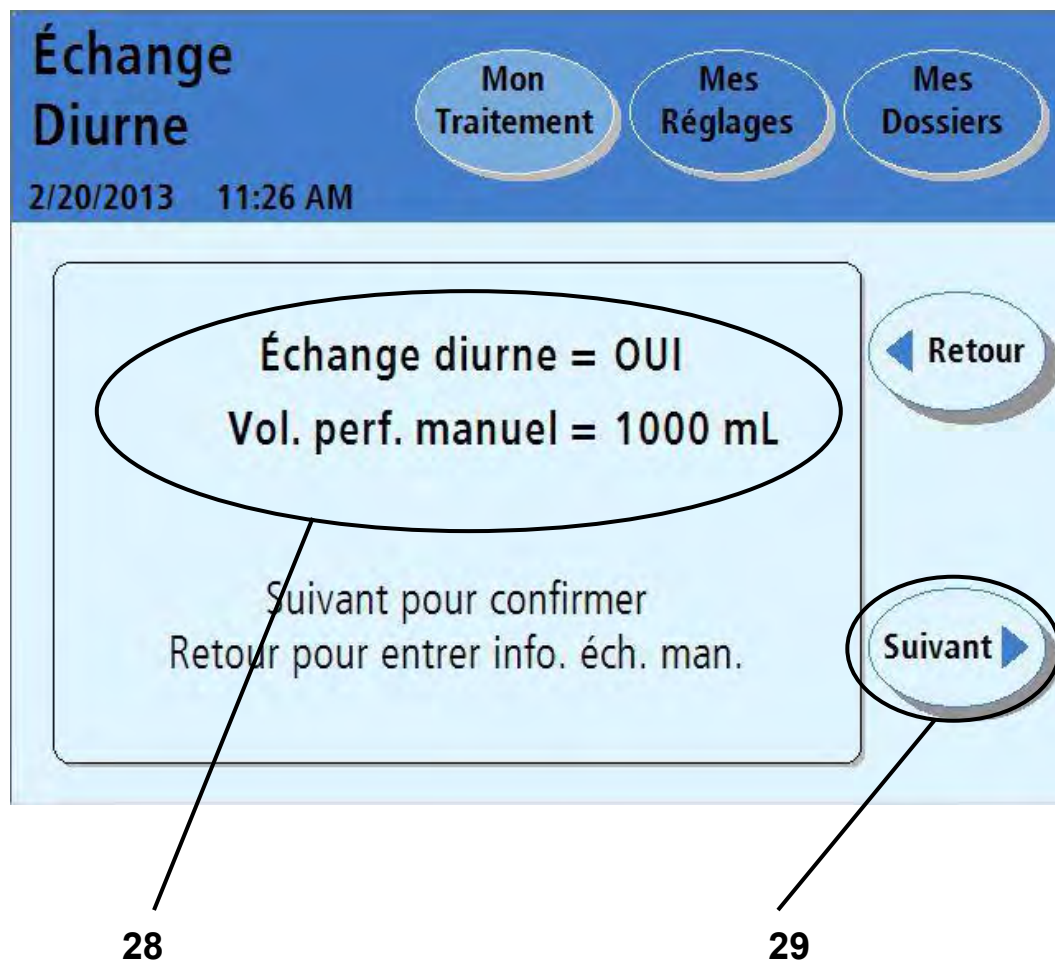 Échange
Diurne
2/20/2013 11:26 AM
Mon
Traitement
Mes
Réglages
Mes
Dossiers
Échange diurne = OUI
Vol. perf. manuel = 1000 mL
Retour
Suivant pour confirmer
Retour pour entrer info. éch. man.
Suivant
28
29